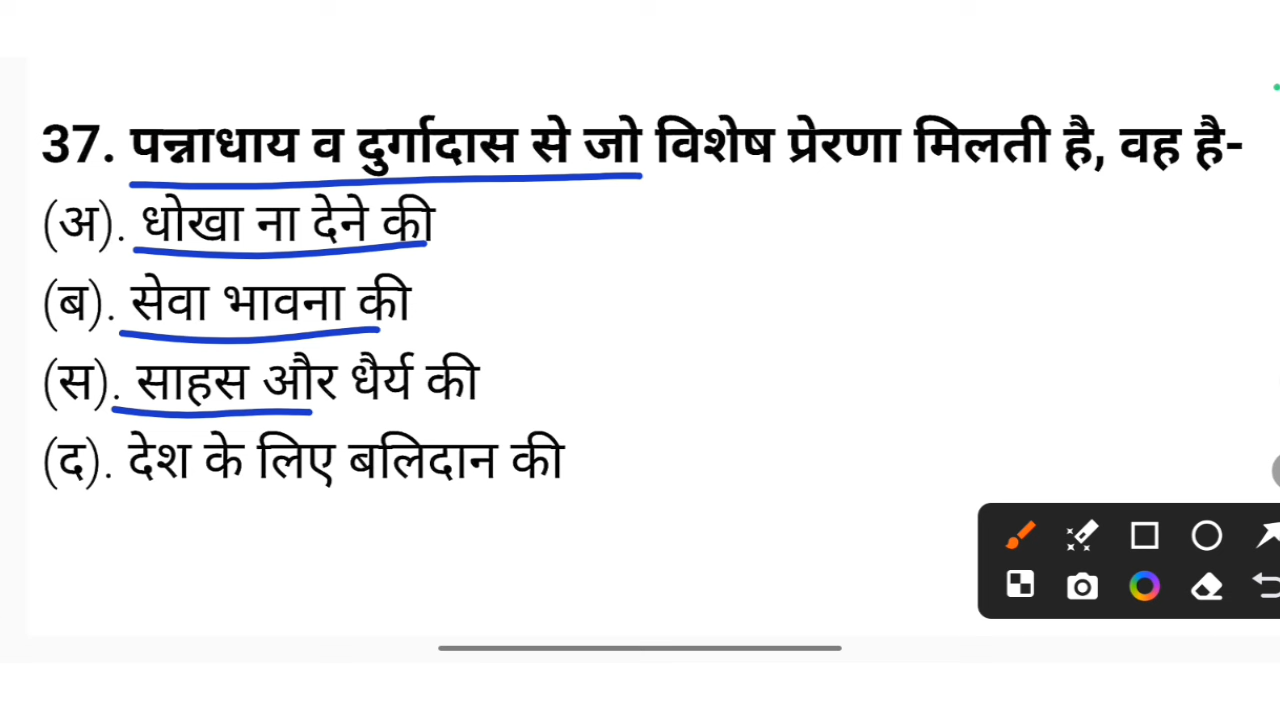 37. पन्नाधाय व दुर्गादास से जो विशेष प्रेरणा मिलती है, वह है-
(अ). धोखा ना देने की
(ब). सेवा भावना की
(स). साहस और धैर्य की
(द). देश के लिए बलिदान की